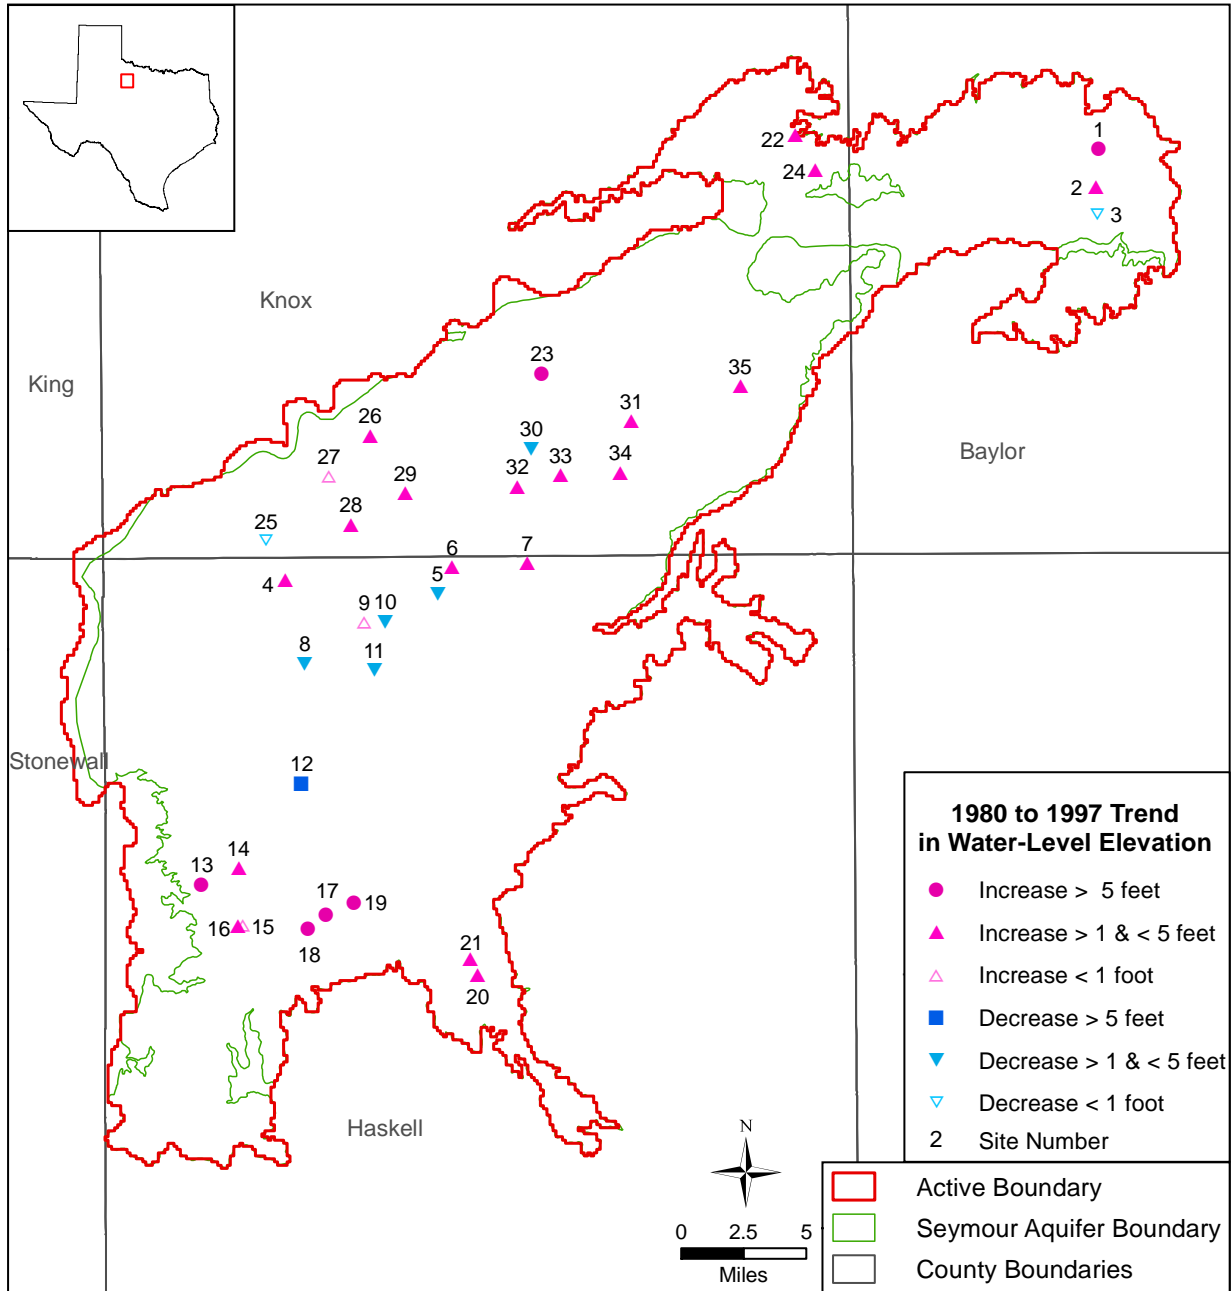 1
22
24
2
3
Knox
23
King
35
31
26
30
Baylor
27
33
34
29
32
28
25
7
6
5
4
9
10
8
11
Stonewall
12
14
13
17
19
16
15
18
21
20
Haskell
1980 to 1997 Trend
in Water-Level Elevation
Increase > 5 feet
Increase > 1 & < 5 feet
Increase < 1 foot
Decrease > 5 feet
Decrease > 1 & < 5 feet
Decrease < 1 foot
2 Site Number
N
Active Boundary
Seymour Aquifer Boundary
County Boundaries
0 2.5 5
Miles